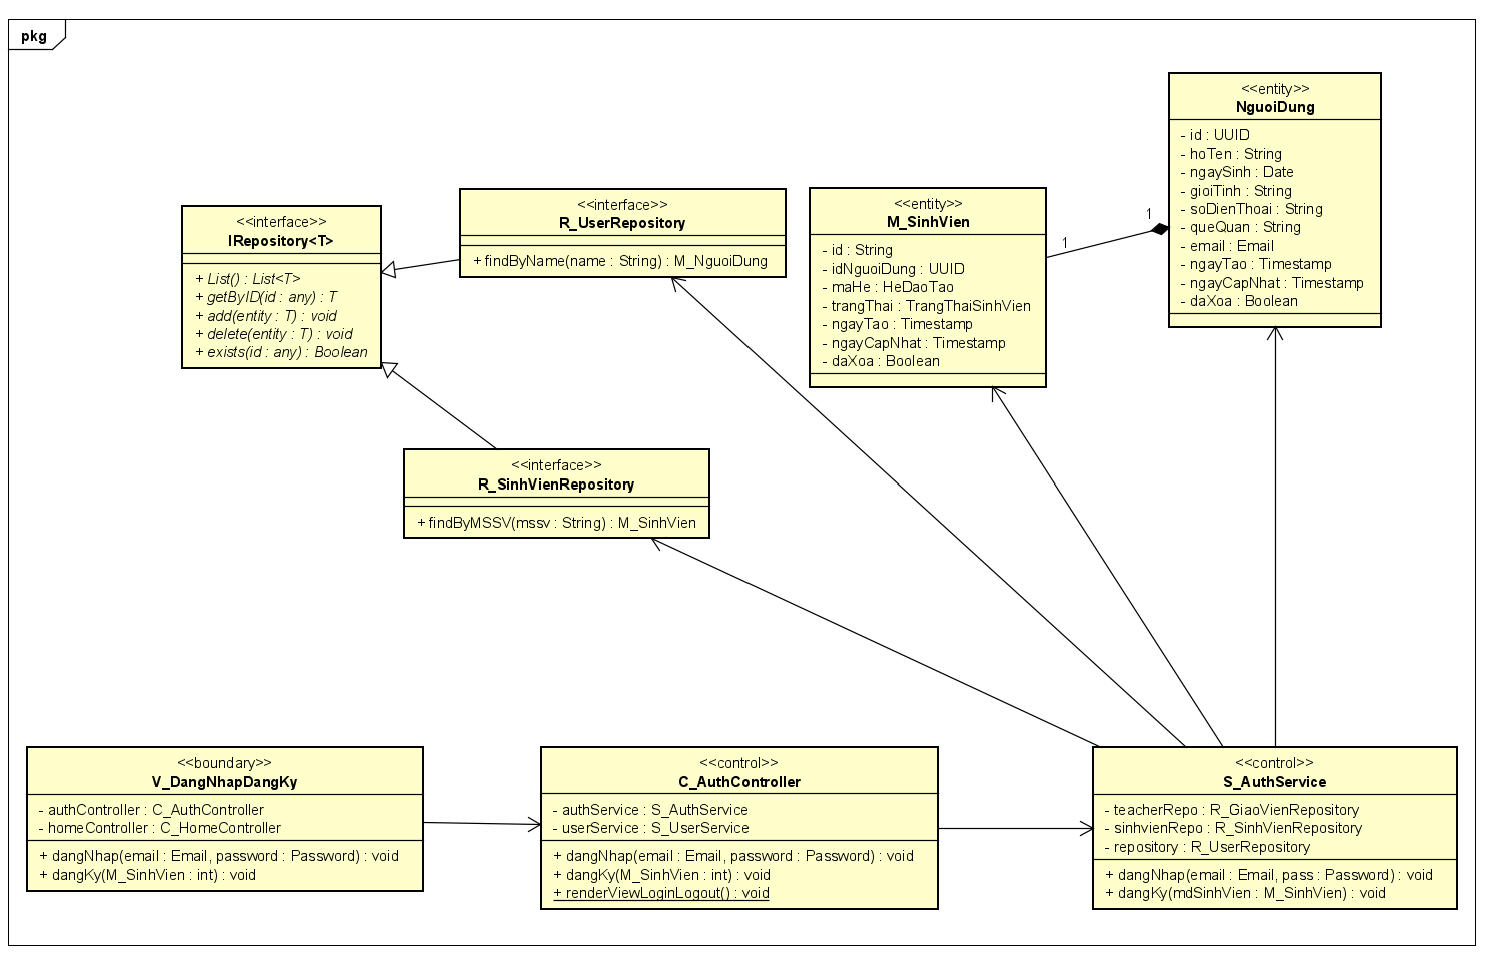 pkg
<<entity>>
NguoiDung
- id : UUID
- hoTen : String
- ngaySinh : Date
- gioiTinh : String
- soDienThoai : String
- queQuan : String
- email : Email
- ngayTao : Timestamp
- ngayCapNhat : Timestamp
- daXoa : Boolean
<<entity>>
M_SinhVien
- id : String
- idNguoiDung : UUID
- maHe : HeDaoTao
- trangThai : TrangThaiSinhVien
- ngayTao : Timestamp
- ngayCapNhat : Timestamp
- daXoa : Boolean
1
1
<<interface>>
R_UserRepository
+ findByName(name : String) : M_NguoiDung
<<interface>>
IRepository<T>
+ List() : List<T>
+ getByID(id : any) : T
+ add(entity : T) : void
+ delete(entity : T) : void
+ exists(id : any) : Boolean
<<interface>>
R_SinhVienRepository
+ findByMSSV(mssv : String) : M_SinhVien
<<boundary>>
V_DangNhapDangKy
- authController : C_AuthController
- homeController : C_HomeController
+ dangNhap(email : Email, password : Password) : void
+ dangKy(M_SinhVien : int) : void
<<control>>
C_AuthController
- authService : S_AuthService
- userService : S_UserService
+ dangNhap(email : Email, password : Password) : void
+ dangKy(M_SinhVien : int) : void
+ renderViewLoginLogout() : void
<<control>>
S_AuthService
- teacherRepo : R_GiaoVienRepository
- sinhvienRepo : R_SinhVienRepository
- repository : R_UserRepository
+ dangNhap(email : Email, pass : Password) : void
+ dangKy(mdSinhVien : M_SinhVien) : void